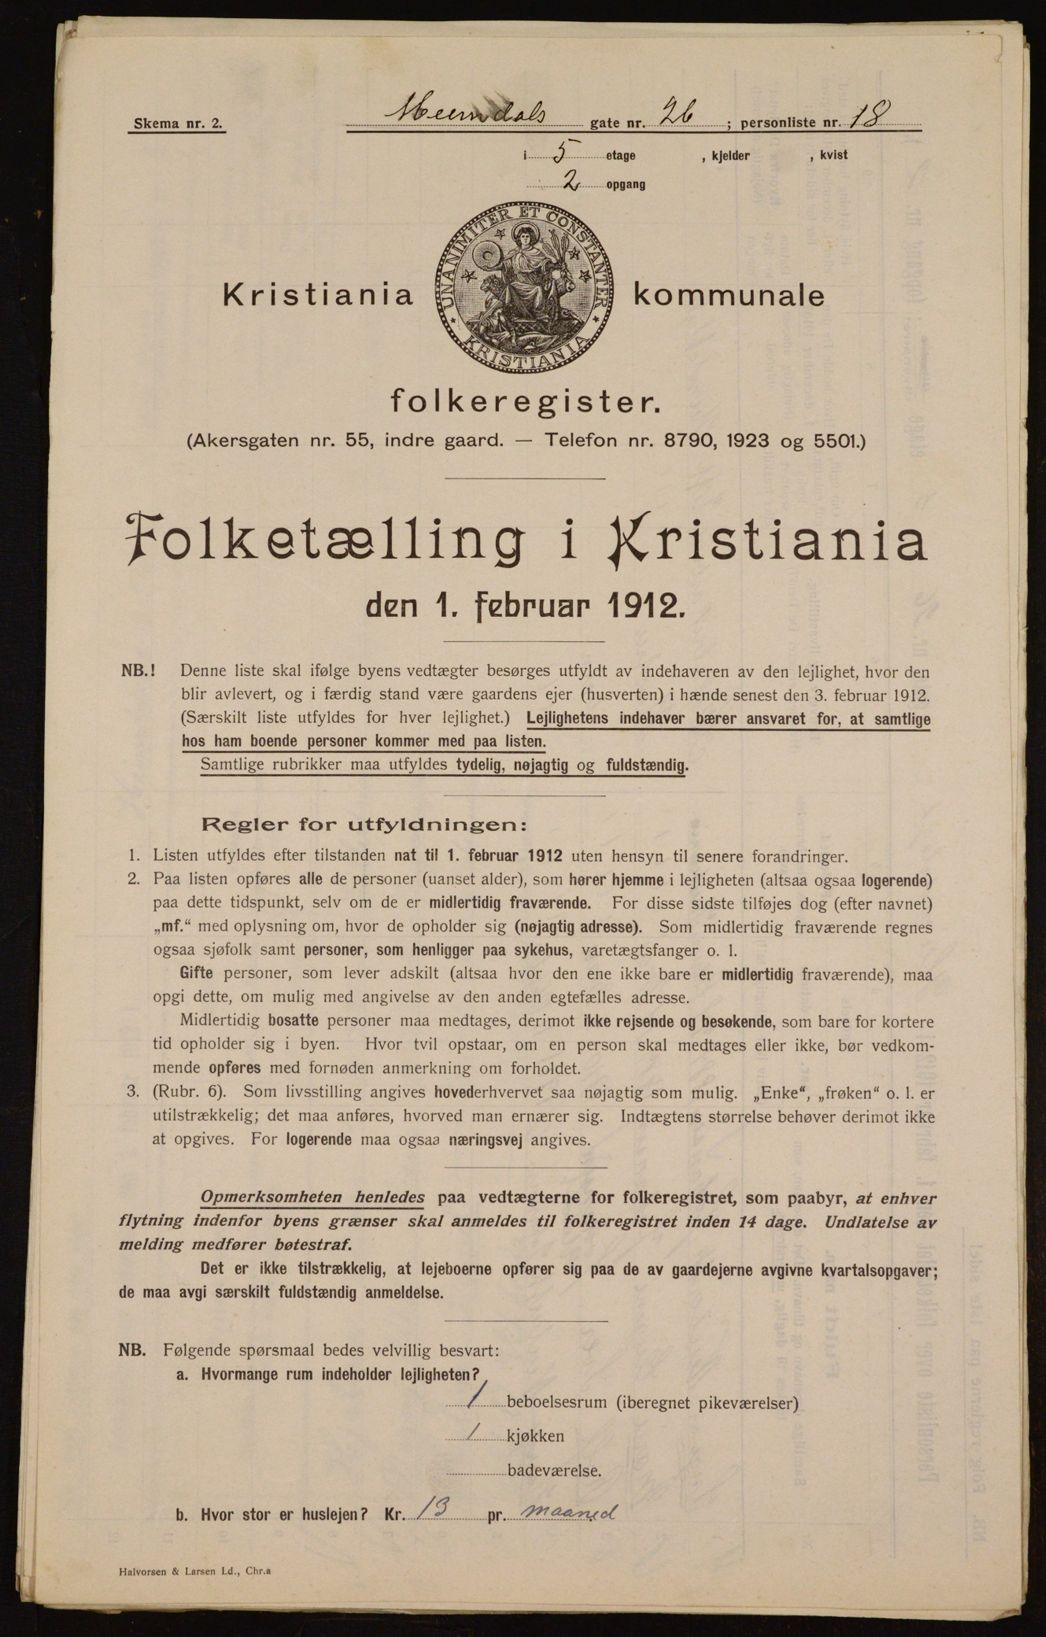 Skema nr. 2.
Meumdals gate nr. 26 ; personliste nr. 18
i 5 etage , kjelder , kvist
2 opgang
UNANIMITER ET CONSTANTER
KRISTIANIA
Kristiania kommunale
folkeregister.
(Akersgaten nr. 55, indre gaard. — Telefon nr. 8790, 1923 og 5501.)
Folketælling i Kristiania
den 1. februar 1912.
NB.! Denne liste skal ifølge byens vedtægter besørges utfyldt av indehaveren av den lejlighet, hvor den
blir avlevert, og i færdig stand være gaardens ejer (husverten) i hænde senest den 3. februar 1912.
(Særskilt liste utfyldes for hver lejlighet.) Lejlighetens indehaver bærer ansvaret for, at samtlige
hos ham boende personer kommer med paa listen.
Samtlige rubrikker maa utfyldes tydelig, nøjagtig og fuldstændig.
Regler for utfyldningen:
1. Listen utfyldes efter tilstanden nat til 1. februar 1912 uten hensyn til senere forandringer.
2. Paa listen opføres alle de personer (uanset alder), som hører hjemme i lejligheten (altsaa ogsaa logerende)
paa dette tidspunkt, selv om de er midlertidig fraværende. For disse sidste tilføjes dog (efter navnet)
„mf.“ med oplysning om, hvor de opholder sig (nøjagtig adresse). Som midlertidig fraværende regnes
ogsaa sjøfolk samt personer, som henligger paa sykehus, varetægtsfanger o. l.
Gifte personer, som lever adskilt (altsaa hvor den ene ikke bare er midlertidig fraværende), maa
opgi dette, om mulig med angivelse av den anden egtefælles adresse.
Midlertidig bosatte personer maa medtages, derimot ikke rejsende og besøkende, som bare for kortere
tid opholder sig i byen. Hvor tvil opstaar, om en person skal medtages eller ikke, bør vedkom-
mende opføres med fornøden anmerkning om forholdet.
3. (Rubr. 6). Som livsstilling angives hovederhvervet saa nøjagtig som mulig. „Enke“, „frøken“ o. l. er
utilstrækkelig; det maa anføres, hvorved man ernærer sig. Indtægtens størrelse behøver derimot ikke
at opgives. For logerende maa ogsaa næringsvej angives.
Opmerksomheten henledes paa vedtægterne for folkeregistret, som paabyr, at enhver
flytning indenfor byens grænser skal anmeldes til folkeregistret inden 14 dage. Undlatelse av
melding medfører bøtestraf.
Det er ikke tilstrækkelig, at lejeboerne opfører sig paa de av gaardejerne avgivne kvartalsopgaver;
de maa avgi særskilt fuldstændig anmeldelse.
NB. Følgende spørsmaal bedes velvillig besvart:
a. Hvormange rum indeholder lejligheten?
1 beboelsesrum (iberegnet pikeværelser)
1 kjøkken
badeværelse.
b. Hvor stor er huslejen? Kr. 13 pr. maaned
Halvorsen & Larsen Ld., Chr.a